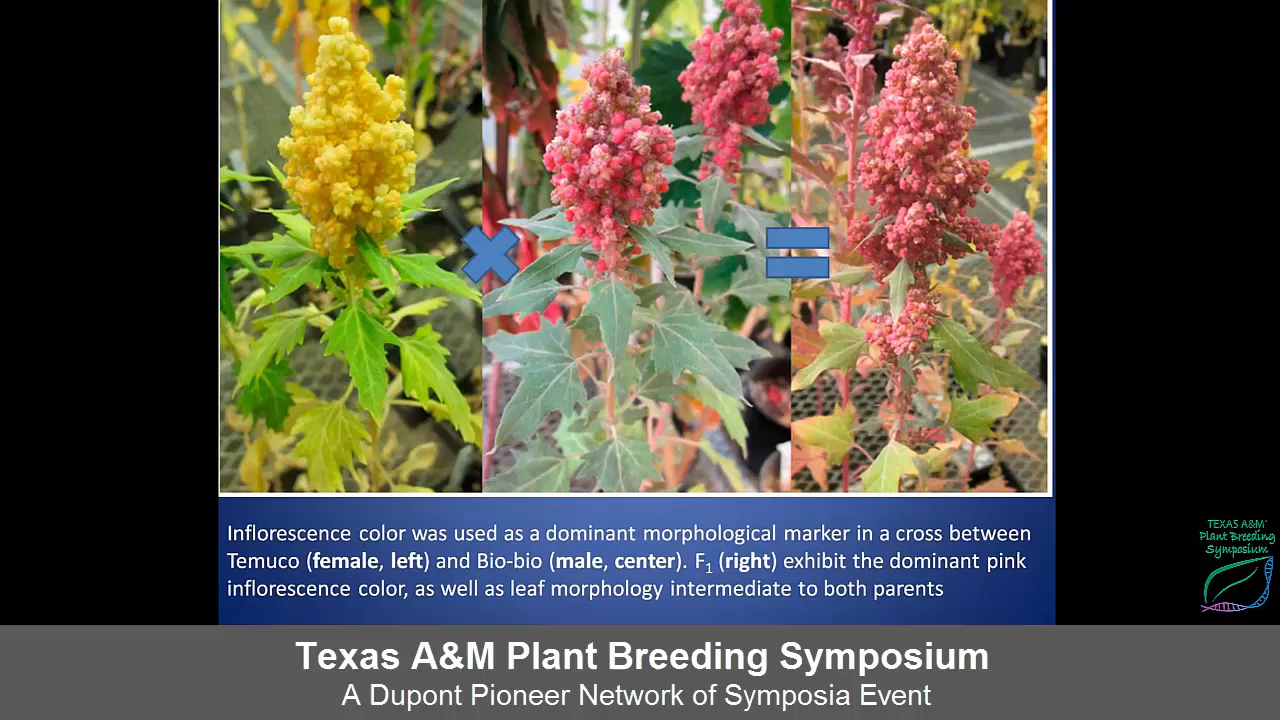 Inflorescence color was used as a dominant morphological marker in a cross between
Temuco (female, left) and Bio-bio (male, center). F1 (right) exhibit the dominant pink
inflorescence color, as well as leaf morphology intermediate to both parents
TEXAS A&M
Plant Breeding
Symposium
Texas A&M Plant Breeding Symposium
A Dupont Pioneer Network of Symposia Event